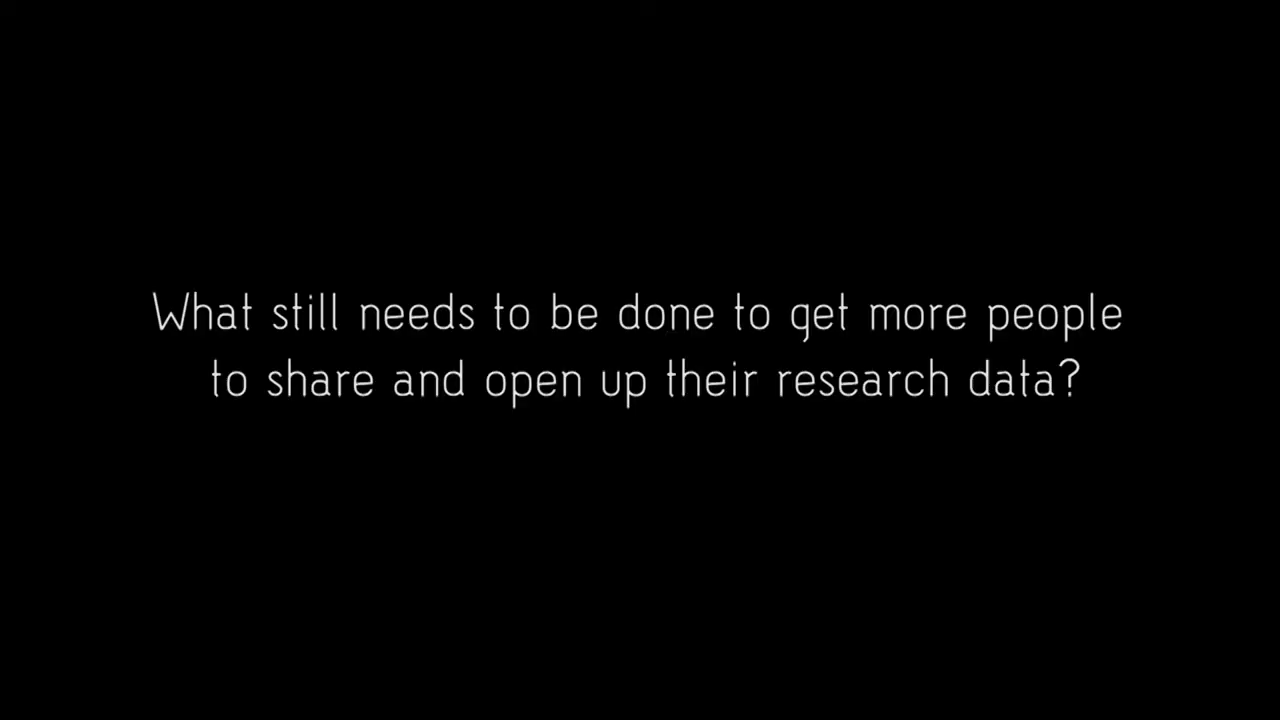 What still needs to be done to get more people
to share and open up their research data?